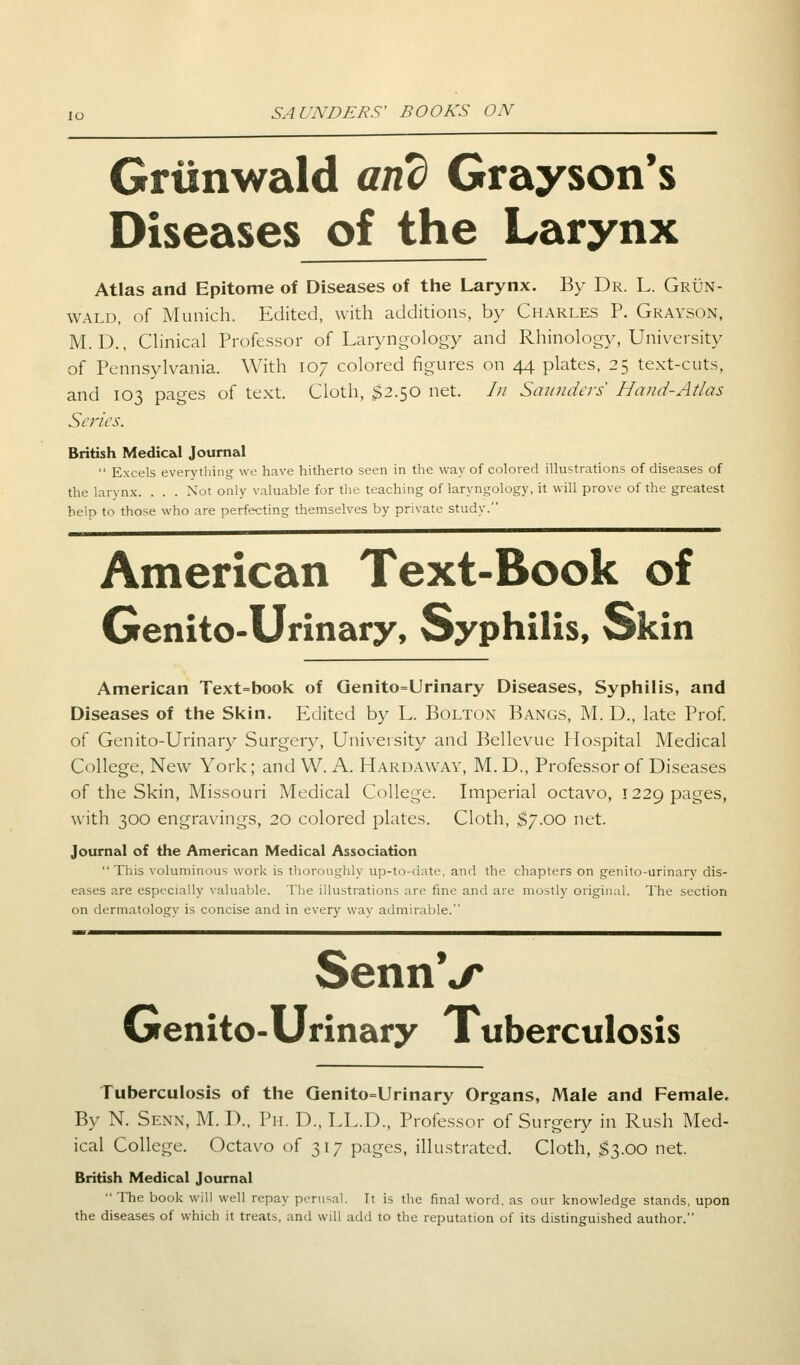 10
SAUNDERS' BOOKS ON
Grünwald and Grayson's
Diseases of the Larynx
Atlas and Epitome of Diseases of the Larynx. By Dr. L. Grün-
wald, of Munich. Edited, with additions, by Charles P. Grayson,
M. D., Clinical Professor of Laryngology and Rhinology, University
of Pennsylvania. With 107 colored figures on 44 plates, 25 text-cuts,
and 103 pages of text. Cloth, $2.50 net. In Saunders' Hand-Atlas
Series.
British Medical Journal
"Excels everything we have hitherto seen in the way of colored illustrations of diseases of
the larynx. . . . Not only valuable for the teaching of laryngology, it will prove of the greatest
help to those who are perfecting themselves by private study."
American Text-Book of
Genito-Urinary, Syphilis, Skin
American Text=book of Genito=Urinary Diseases, Syphilis, and
Diseases of the Skin. Edited by L. Bolton Bangs, M. D., late Prof.
of Genito-Urinary Surgery, University and Bellevue Hospital Medical
College, New York; and W. A. Hardaway, M. D., Professor of Diseases
of the Skin, Missouri Medical College. Imperial octavo, 1229 pages,
with 300 engravings, 20 colored plates. Cloth, $7.00 net.
Journal of the American Medical Association
"This voluminous work is thoroughly up-to-date, and the chapters on genito-urinary dis-
eases are especially valuable. The illustrations are fine and are mostly original. The section
on dermatology is concise and in every way admirable."
Senn's
Genito-Urinary Tuberculosis
Tuberculosis of the Genito=Urinary Organs, Male and Female.
By N. Senn, M. D., Ph. D., LL.D., Professor of Surgery in Rush Med-
ical College. Octavo of 317 pages, illustrated. Cloth, $3.00 net.
British Medical Journal
"The book will well repay perusal. It is the final word, as our knowledge stands, upon
the diseases of which it treats, and will add to the reputation of its distinguished author."